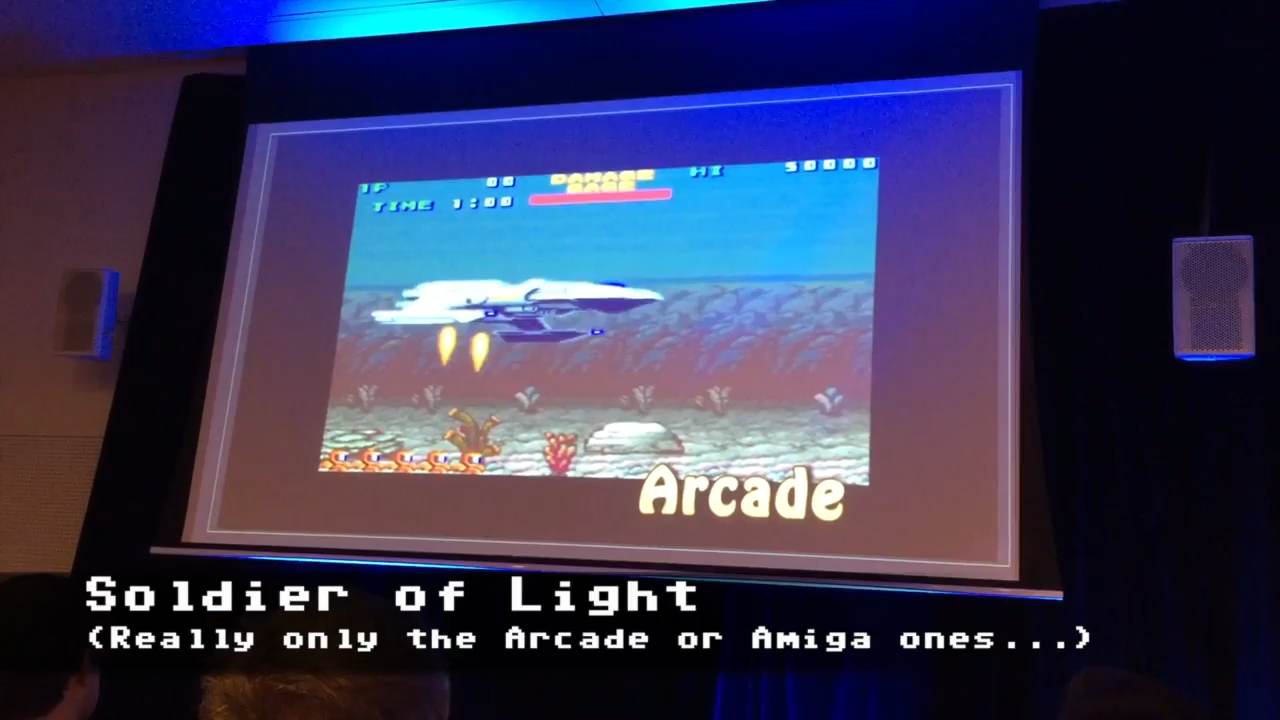 1P 00 DAMAGE HI 50000
TIME 1:00 GAGE
Arcade
Soldier of Light
(Really only the Arcade or Amiga ones...)